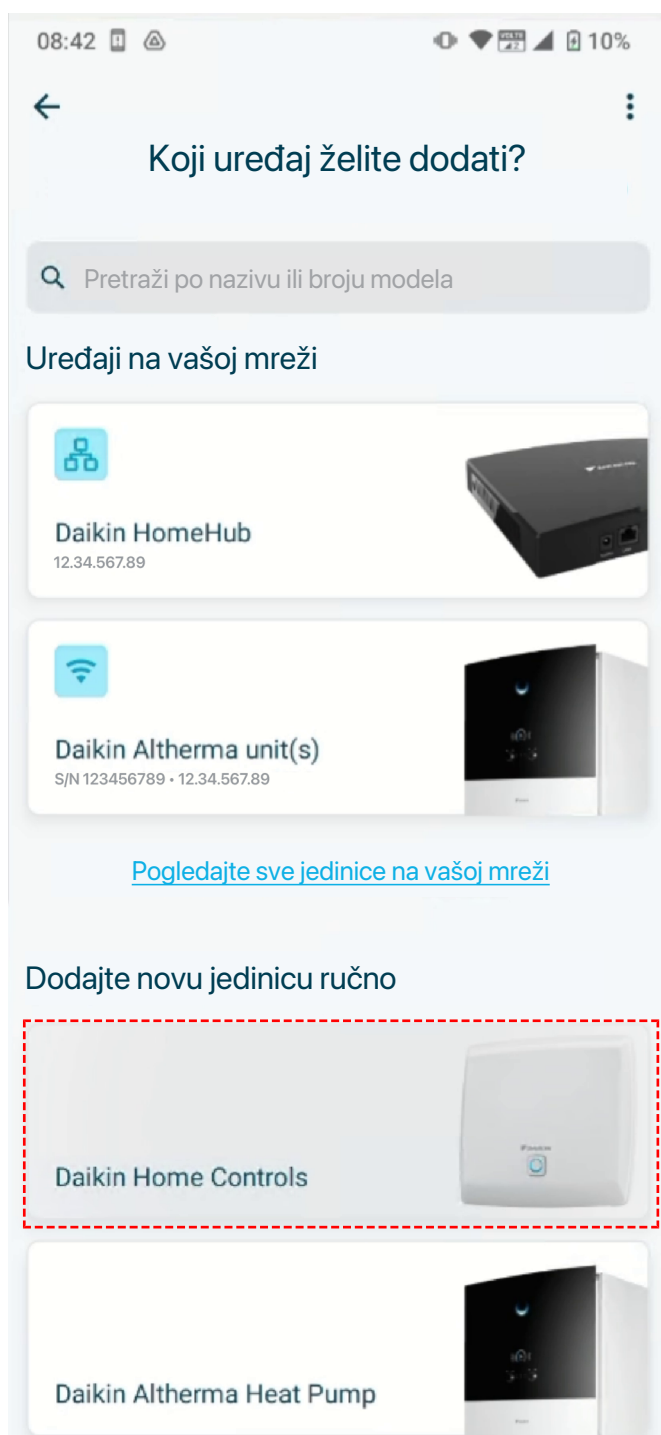 08:42
10%
Koji uređaj želite dodati?
Pretraži po nazivu ili broju modela
Uređaji na vašoj mreži
Daikin HomeHub
12.34.567.89
Daikin Altherma unit(s)
S/N 123456789 • 12.34.567.89
Pogledajte sve jedinice na vašoj mreži
Dodajte novu jedinicu ručno
Daikin Home Controls
Daikin Altherma Heat Pump